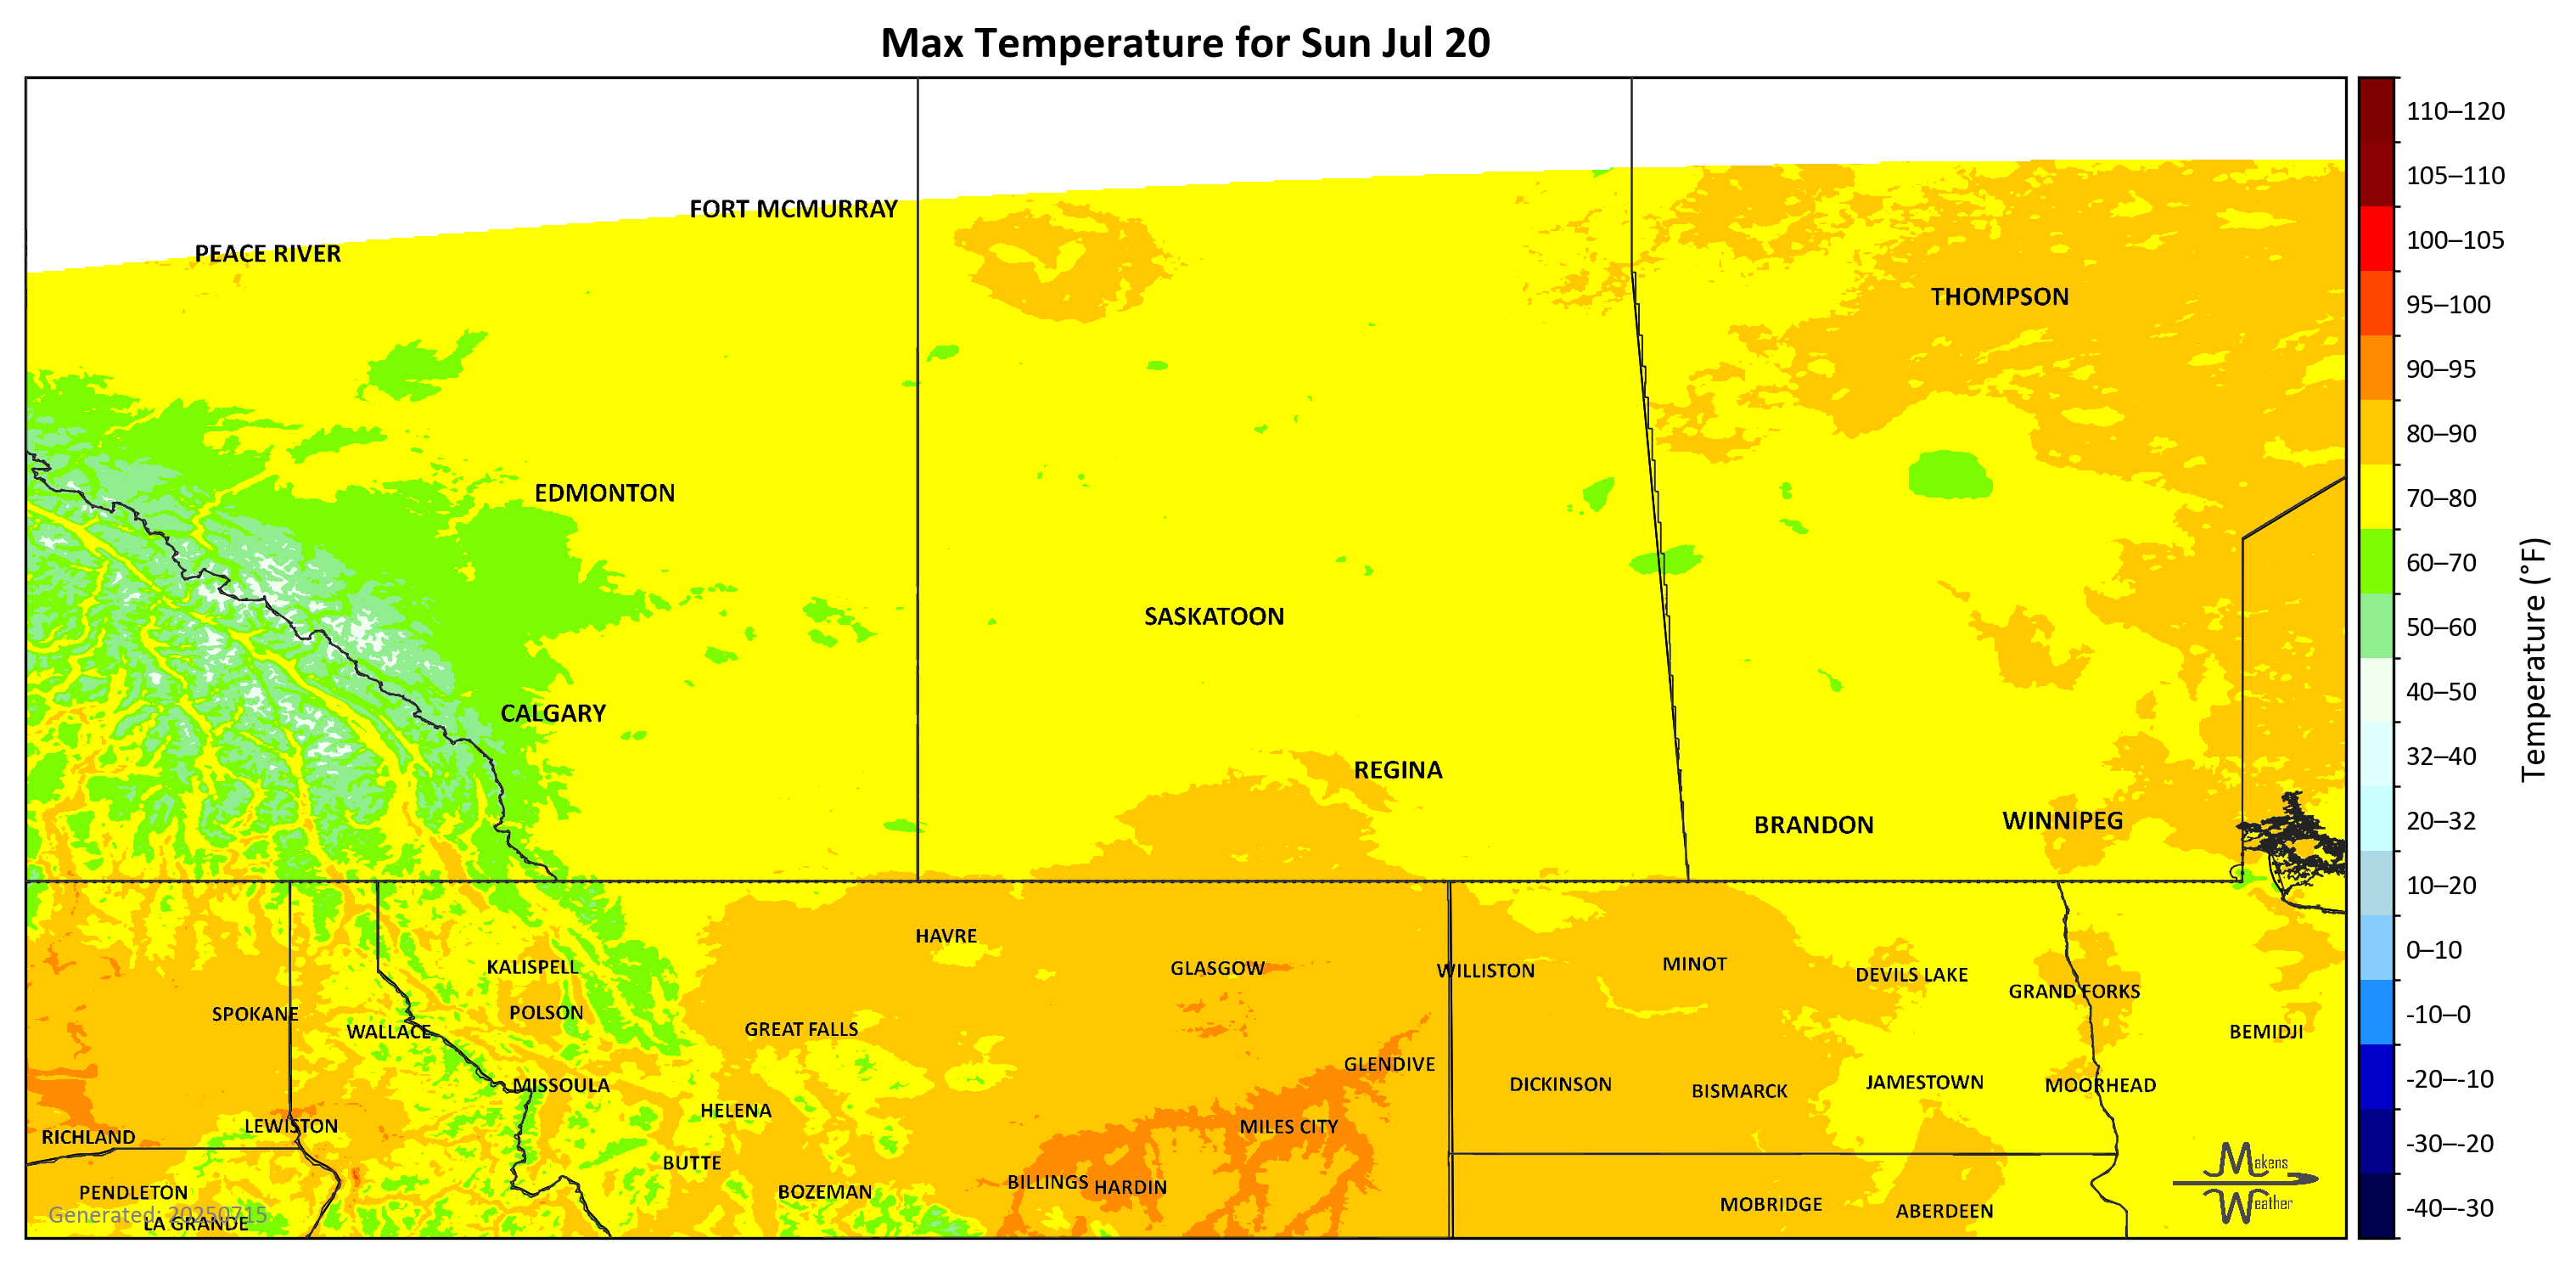 Max Temperature for Sun Jul 20
110–120
105–110
100–105
95–100
90–95
80–90
70–80
60–70
50–60
40–50
32–40
20–32
10–20
0–10
-10–0
-20–-10
-30–-20
-40–-30
Temperature (°F)
FORT MCMURRAY
PEACE RIVER
THOMPSON
EDMONTON
SASKATOON
CALGARY
REGINA
BRANDON
WINNIPEG
HAVRE
KALISPELL
GLASGOW
WILLISTON
MINOT
DEVILS LAKE
GRAND FORKS
SPOKANE
POLSON
WALLACE
GREAT FALLS
BEMIDJI
GLENDIVE
MISSOULA
DICKINSON
BISMARCK
JAMESTOWN
MOORHEAD
HELENA
LEWISTON
MILES CITY
RICHLAND
BUTTE
BILLINGS
HARDIN
PENDLETON
BOZEMAN
MOBRIDGE
ABERDEEN
LA GRANDE
Generated: 20250715
Makens
Weather